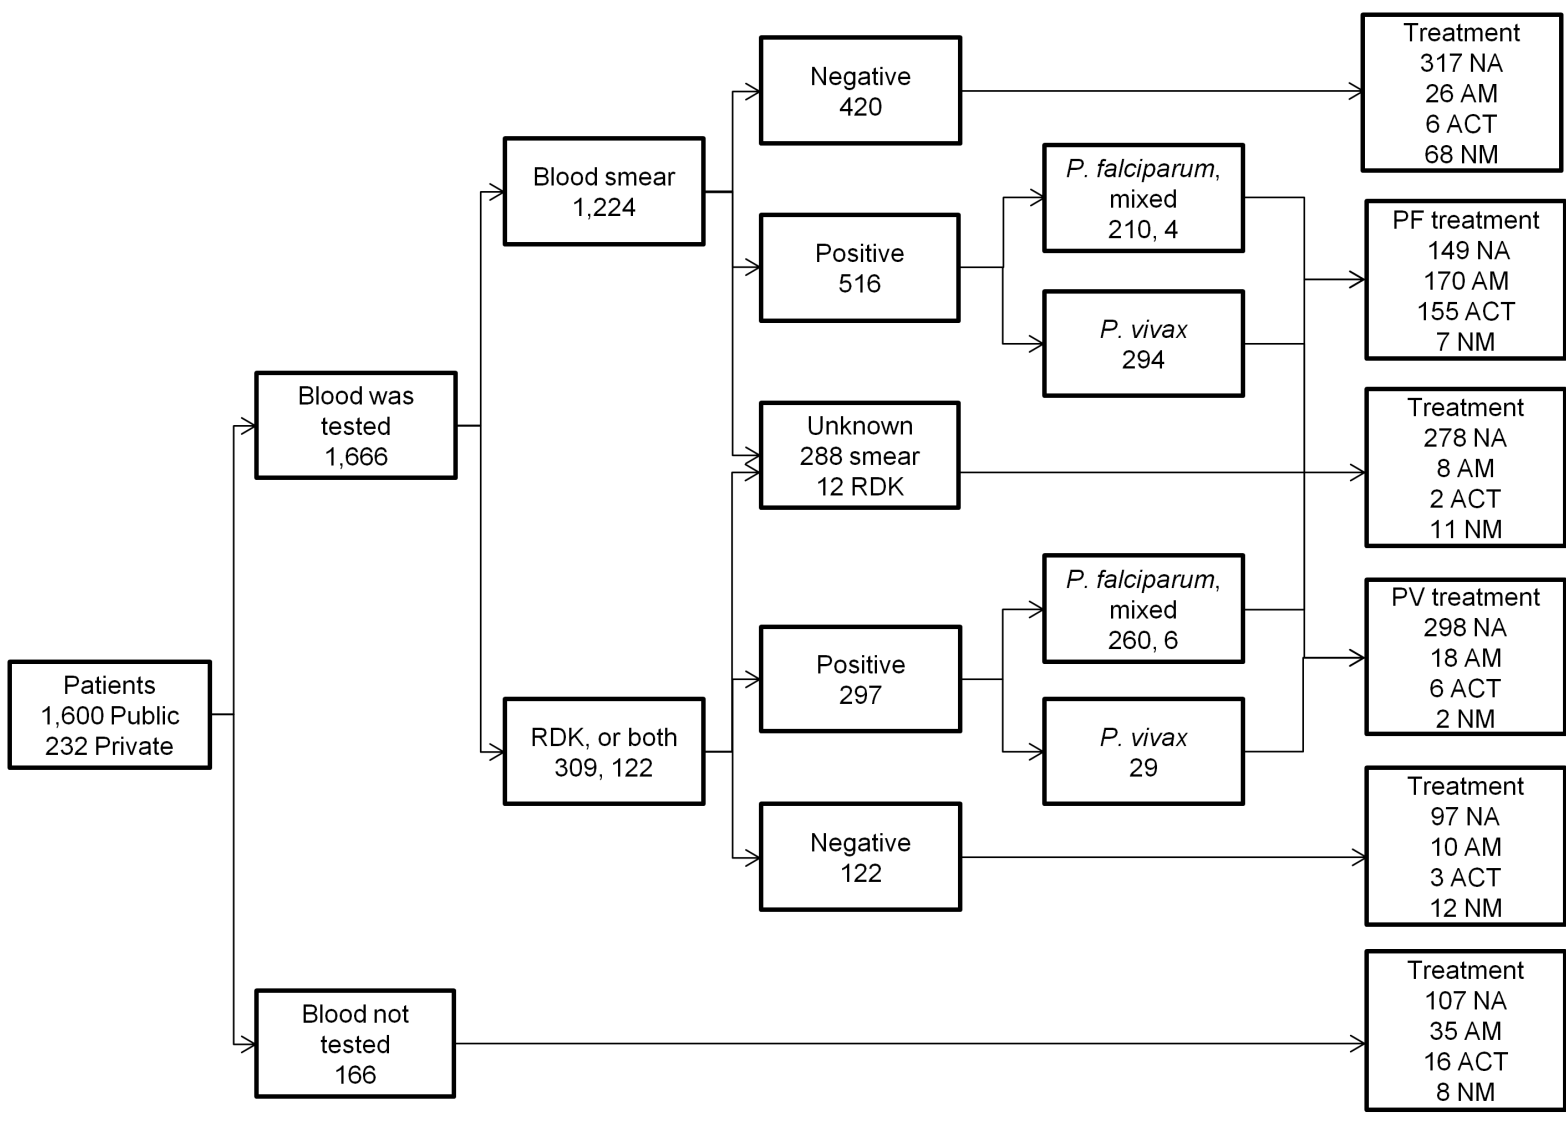 Patients
1,600 Public
232 Private
Blood was
tested
1,666
Blood not
tested
166
Blood smear
1,224
RDK, or both
309, 122
Negative
420
Positive
516
Unknown
288 smear
12 RDK
Positive
297
Negative
122
P. falciparum,
mixed
210, 4
P. vivax
294
P. falciparum,
mixed
260, 6
P. vivax
29
Treatment
317 NA
26 AM
6 ACT
68 NM
PF treatment
149 NA
170 AM
155 ACT
7 NM
Treatment
278 NA
8 AM
2 ACT
11 NM
PV treatment
298 NA
18 AM
6 ACT
2 NM
Treatment
97 NA
10 AM
3 ACT
12 NM
Treatment
107 NA
35 AM
16 ACT
8 NM